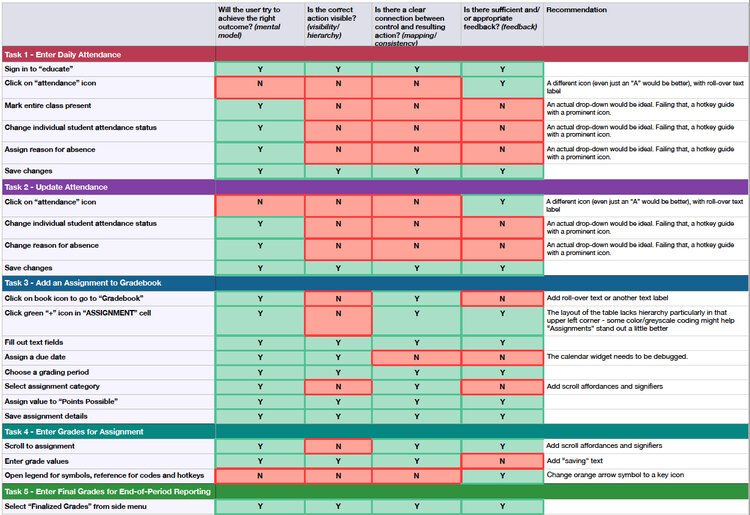 Will the user try to achieve the right outcome? (mental model)
Is the correct action visible? (visibility/hierarchy)
Is there a clear connection between control and resulting action? (mapping/consistency)
Is there sufficient and/or appropriate feedback? (feedback)
Recommendation
Task 1 - Enter Daily Attendance
Sign in to "educate" Y Y Y Y
Click on "attendance" icon N N N Y A different icon (even just an "A" would be better), with roll-over text label
Mark entire class present Y N N N An actual drop-down would be ideal. Failing that, a hotkey guide with a prominent icon.
Change individual student attendance status Y N N N An actual drop-down would be ideal. Failing that, a hotkey guide with a prominent icon.
Assign reason for absence Y N N N An actual drop-down would be ideal. Failing that, a hotkey guide with a prominent icon.
Save changes Y Y Y Y
Task 2 - Update Attendance
Click on "attendance" icon N N N Y A different icon (even just an "A" would be better), with roll-over text label
Change individual student attendance status Y N N N An actual drop-down would be ideal. Failing that, a hotkey guide with a prominent icon.
Change reason for absence Y N N N An actual drop-down would be ideal. Failing that, a hotkey guide with a prominent icon.
Save changes Y Y Y Y
Task 3 - Add an Assignment to Gradebook
Click on book icon to go to "Gradebook" Y N Y N Add roll-over text or another text label
Click green "+" icon in "ASSIGNMENT" cell Y N Y Y The layout of the table lacks hierarchy particularly in that upper left corner - some color/greyscale coding might help "Assignments" stand out a little better
Fill out text fields Y Y Y Y
Assign a due date Y Y N N The calendar widget needs to be debugged.
Choose a grading period Y Y Y Y
Select assignment category Y N Y N Add scroll affordances and signifiers
Assign value to "Points Possible" Y Y Y Y
Save assignment details Y Y Y Y
Task 4 - Enter Grades for Assignment
Scroll to assignment Y N Y Y Add scroll affordances and signifiers
Enter grade values Y Y Y N Add "saving" text
Open legend for symbols, reference for codes and hotkeys N N N Y Change orange arrow symbol to a key icon
Task 5 - Enter Final Grades for End-of-Period Reporting
Select "Finalized Grades" from side menu Y Y Y Y